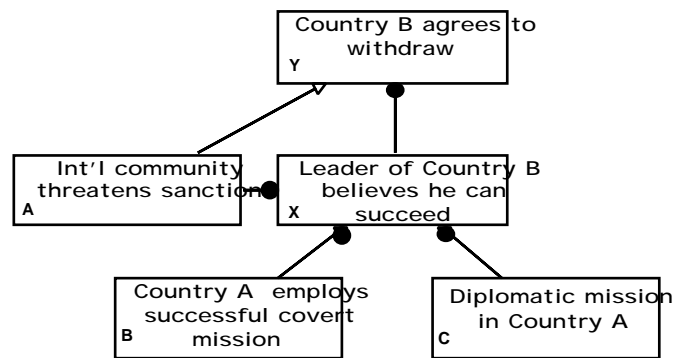 Country B agrees to
withdraw
Y
Int'l community
threatens sanction
A
Leader of Country B
believes he can
succeed
X
Country A employs
successful covert
mission
B
Diplomatic mission
in Country A
C